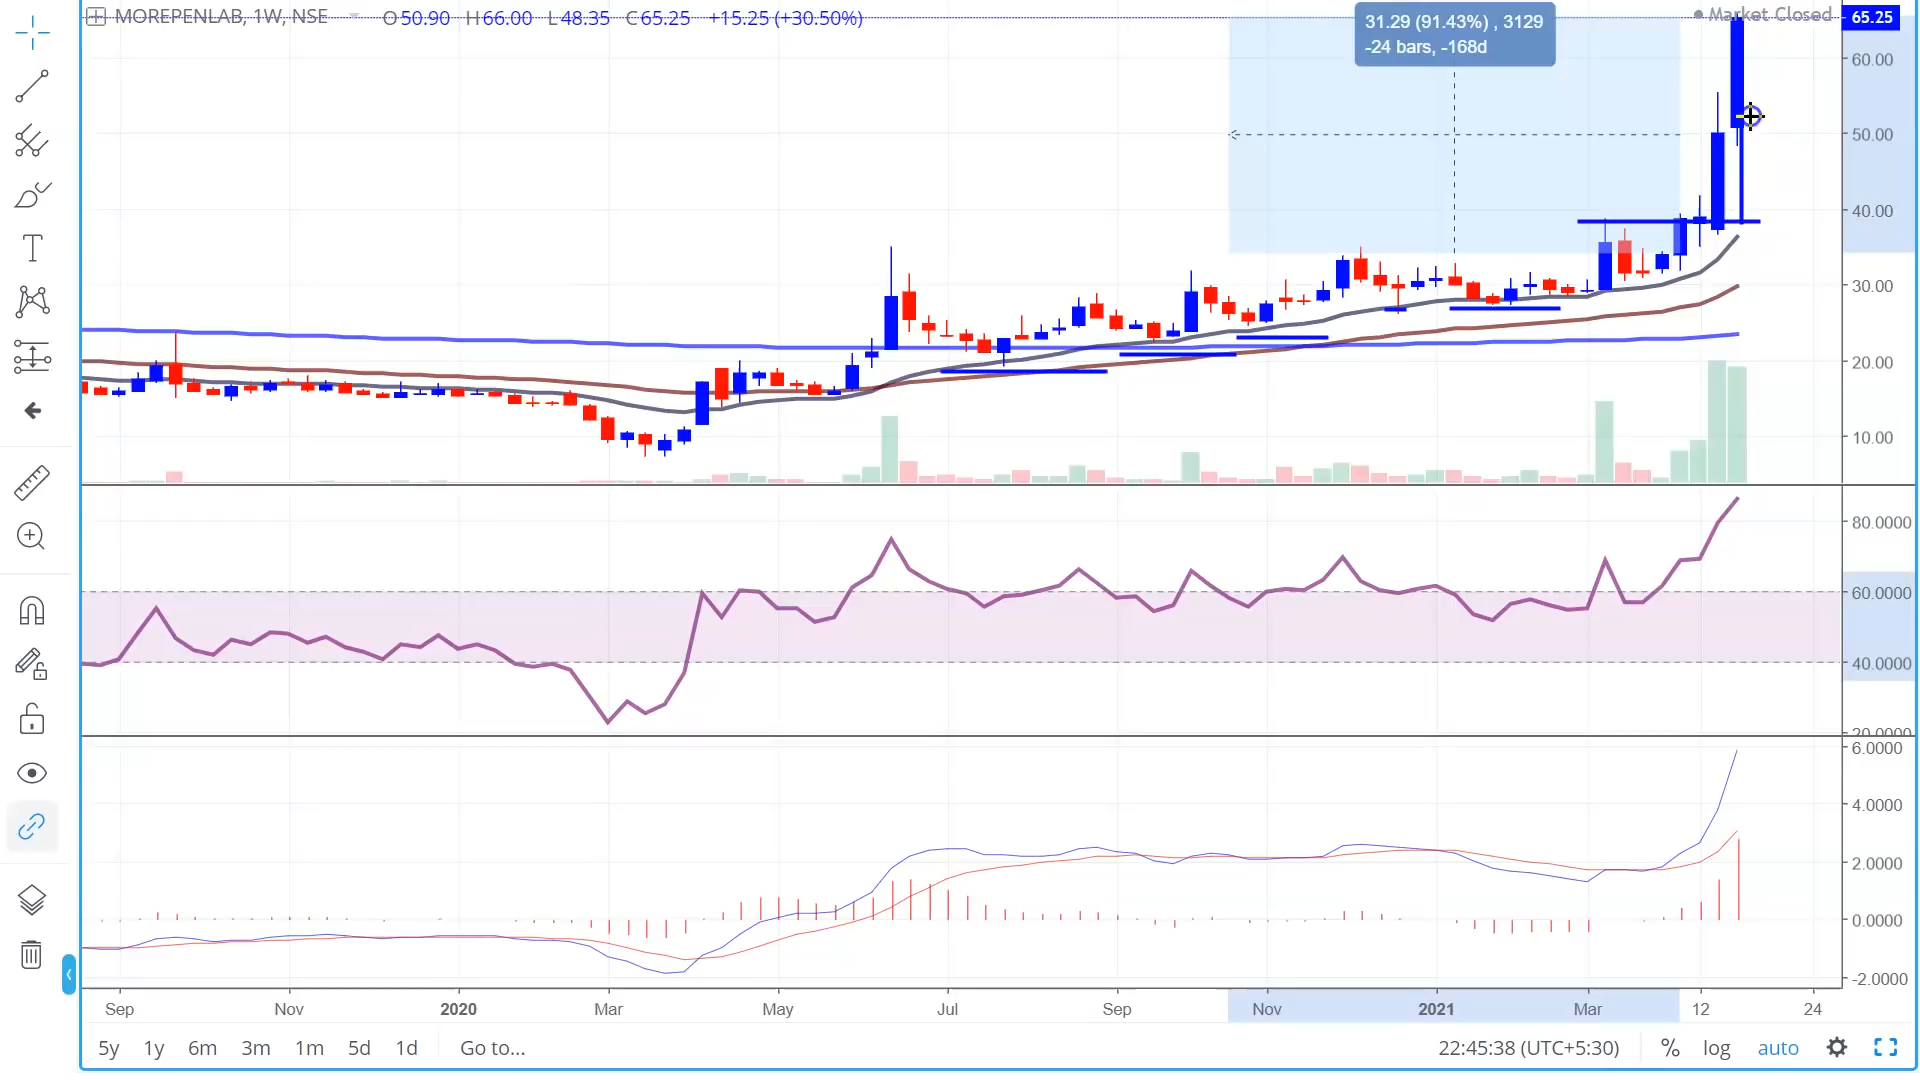 MOREPENLAB, 1W, NSE O50.90 H66.00 L48.35 C65.25 +15.25 (+30.50%)
Market Closed
65.25
31.29 (91.43%) , 3129
-24 bars, -168d
60.00
50.00
40.00
30.00
20.00
10.00
80.0000
60.0000
40.0000
20.0000
6.0000
4.0000
2.0000
0.0000
-2.0000
Sep Nov 2020 Mar May Jul Sep Nov 2021 Mar 12 24
5y 1y 6m 3m 1m 5d 1d Go to... 22:45:38 (UTC+5:30) % log auto